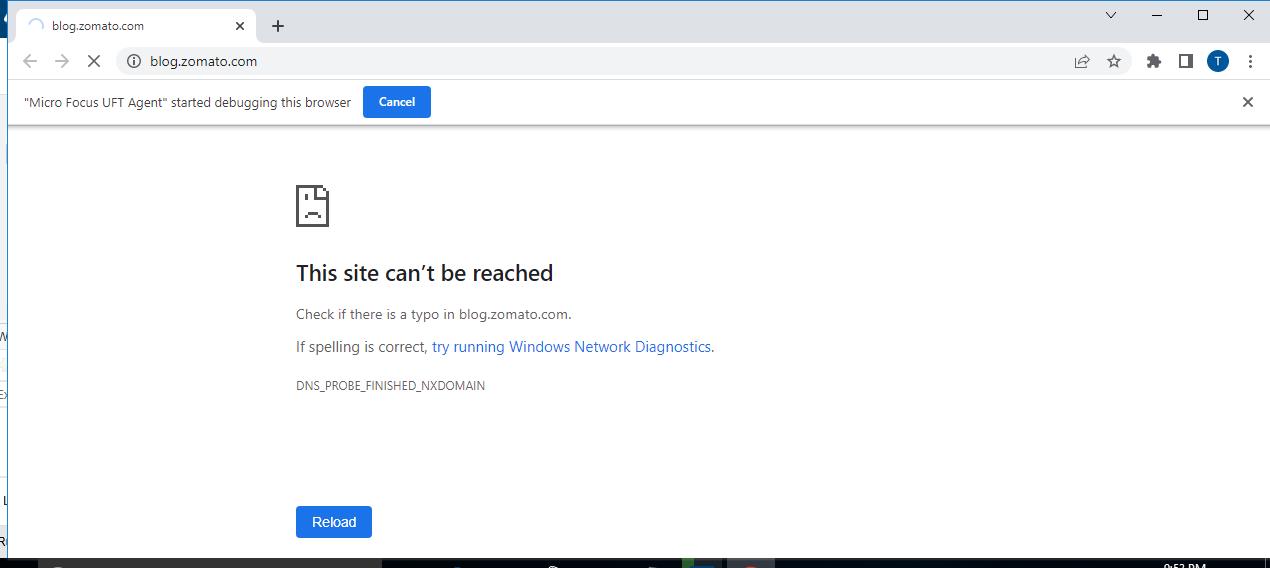 blog.zomato.com
blog.zomato.com
T
"Micro Focus UFT Agent" started debugging this browser
Cancel
This site can't be reached
Check if there is a typo in blog.zomato.com.
If spelling is correct, try running Windows Network Diagnostics.
DNS_PROBE_FINISHED_NXDOMAIN
Reload